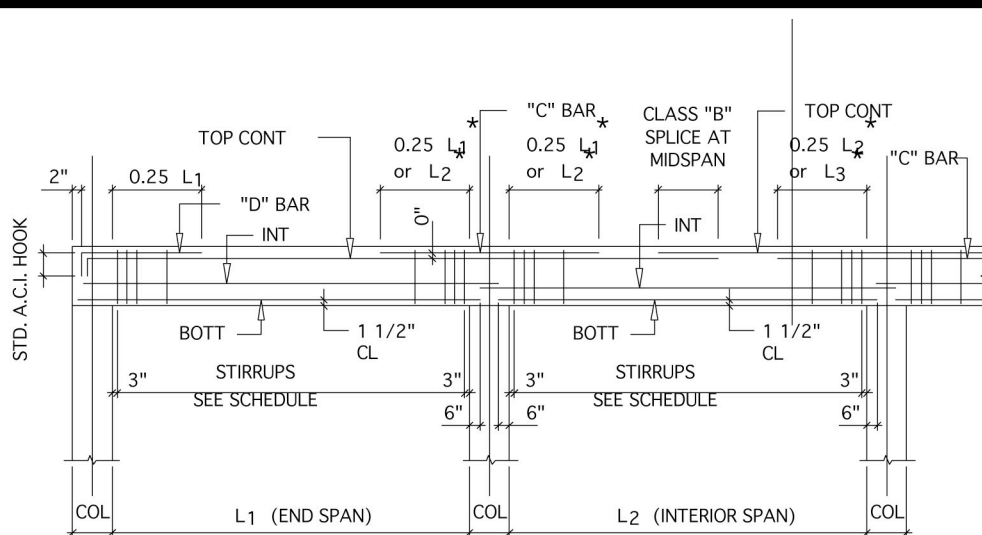 "C" BAR
CLASS "B"
SPLICE AT
MIDSPAN
TOP CONT
TOP CONT
0.25 L1*
or L2*
0.25 L1*
or L2*
0.25 L2*
or L3*
"C" BAR
2"
0.25 L1
"D" BAR
INT
0"
INT
STD. A.C.I. HOOK
BOTT
1 1/2"
CL
BOTT
1 1/2"
CL
3"
STIRRUPS
SEE SCHEDULE
3"
3"
STIRRUPS
SEE SCHEDULE
3"
6"
6"
6"
COL
L1 (END SPAN)
COL
L2 (INTERIOR SPAN)
COL